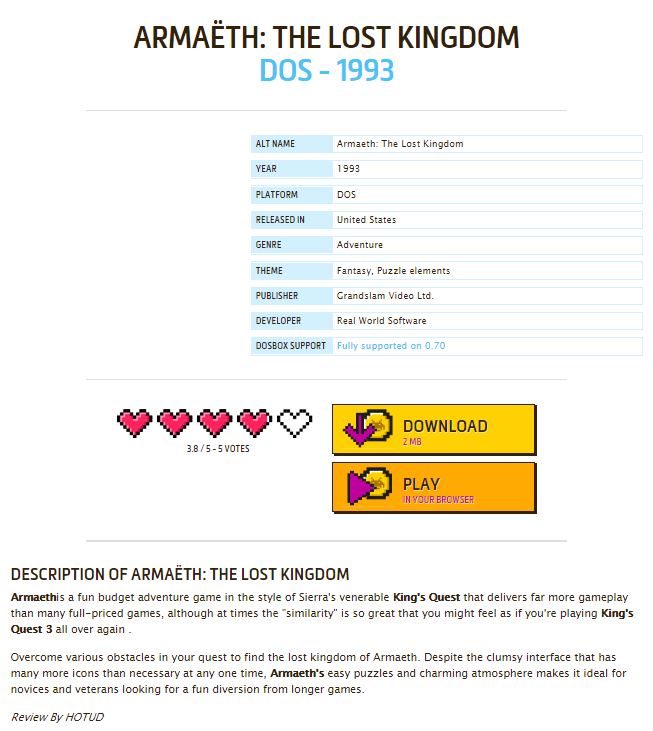 ARMAËTH: THE LOST KINGDOM
DOS - 1993
ALT NAME Armaeth: The Lost Kingdom
YEAR 1993
PLATFORM DOS
RELEASED IN United States
GENRE Adventure
THEME Fantasy, Puzzle elements
PUBLISHER Grandslam Video Ltd.
DEVELOPER Real World Software
DOSBOX SUPPORT Fully supported on 0.70
3.8 / 5 - 5 VOTES
DOWNLOAD
2 MB
PLAY
IN YOUR BROWSER
DESCRIPTION OF ARMAËTH: THE LOST KINGDOM
Armaethis a fun budget adventure game in the style of Sierra's venerable King's Quest that delivers far more gameplay
than many full-priced games, although at times the "similarity" is so great that you might feel as if you're playing King's
Quest 3 all over again .
Overcome various obstacles in your quest to find the lost kingdom of Armaeth. Despite the clumsy interface that has
many more icons than necessary at any one time, Armaeth's easy puzzles and charming atmosphere makes it ideal for
novices and veterans looking for a fun diversion from longer games.
Review By HOTUD